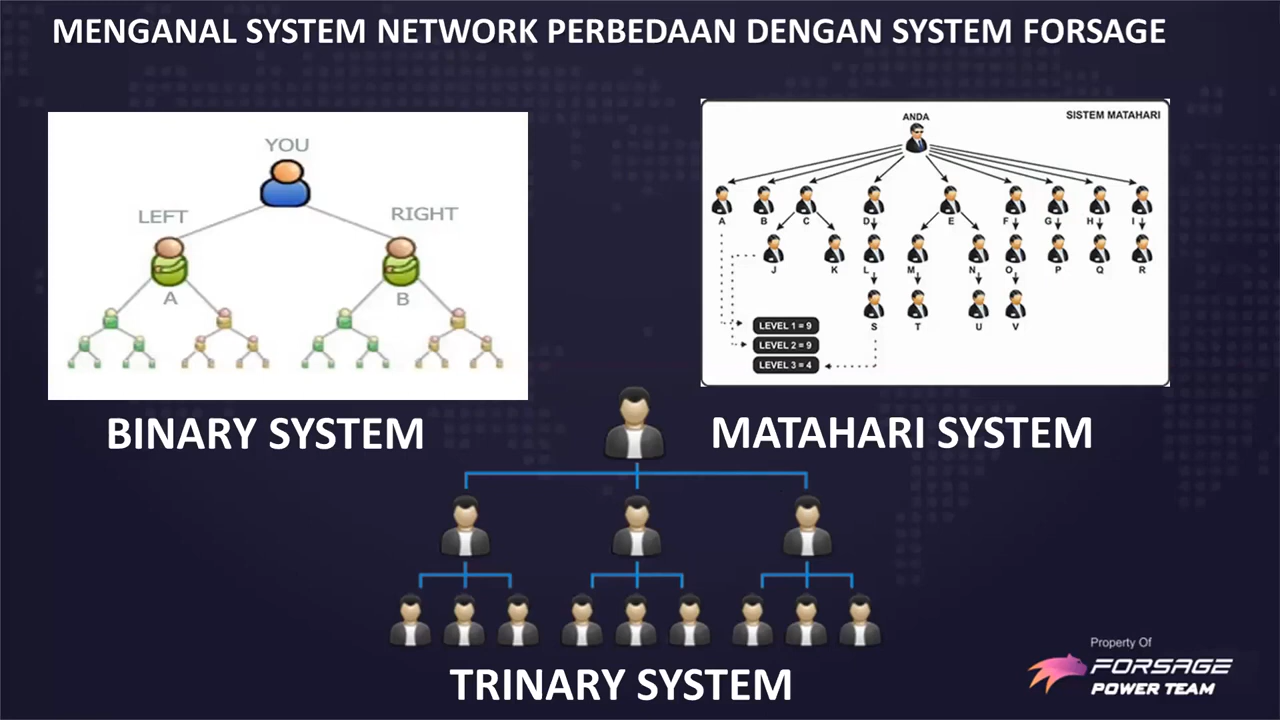 MENGANAL SYSTEM NETWORK PERBEDAAN DENGAN SYSTEM FORSAGE
YOU
LEFT
RIGHT
A
B
BINARY SYSTEM
SISTEM MATAHARI
ANDA
A B C D E F G H I
J K L M N O P Q R
S T U V
LEVEL 1 = 9
LEVEL 2 = 9
LEVEL 3 = 4
MATAHARI SYSTEM
TRINARY SYSTEM
Property Of
FORSAGE
POWER TEAM